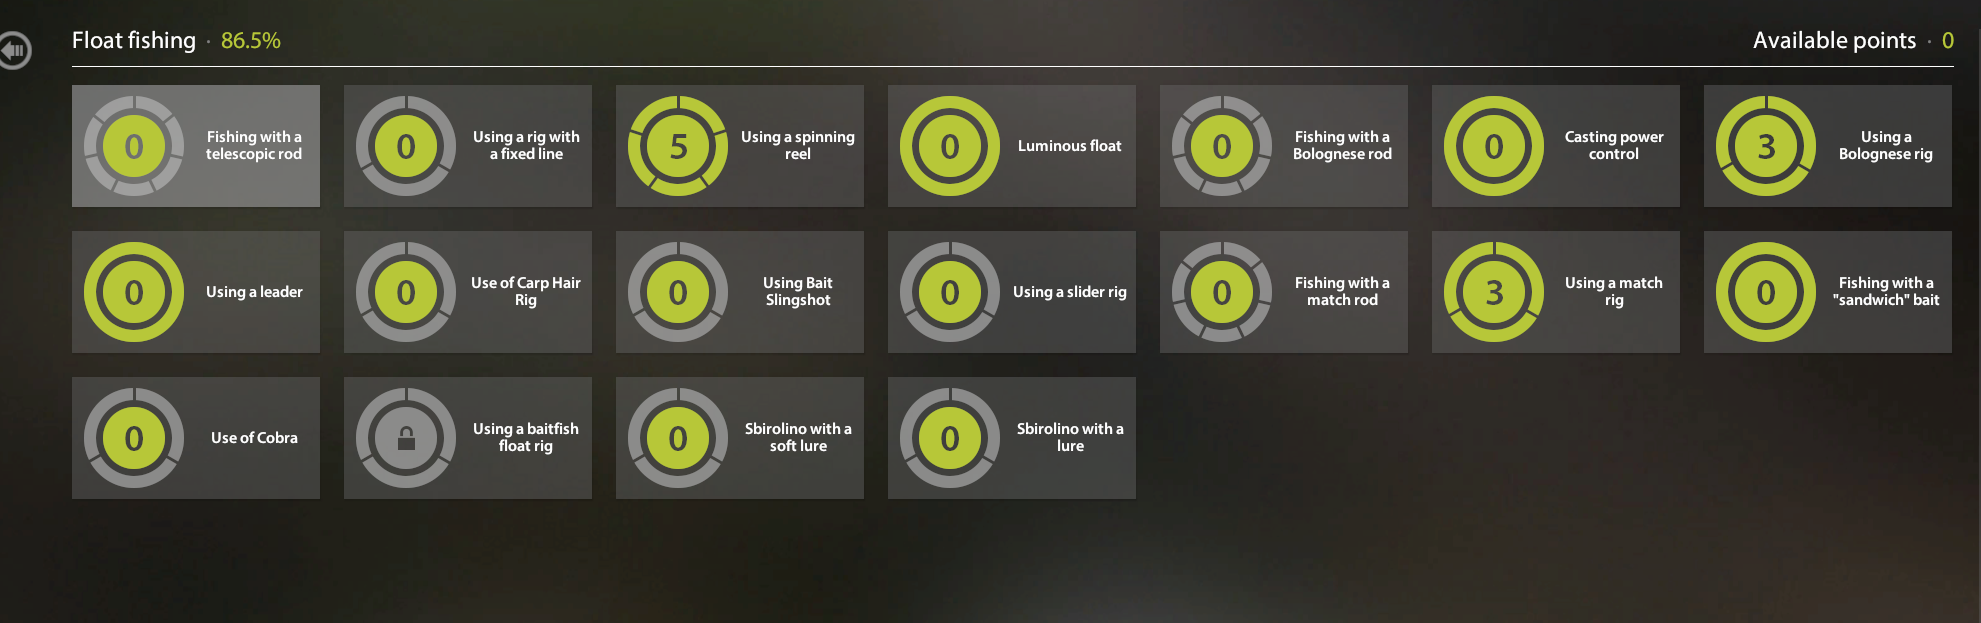 Float fishing · 86.5%
Available points · 0
0
Fishing with a
telescopic rod
0
Using a rig with
a fixed line
5
Using a spinning
reel
0
Luminous float
0
Fishing with a
Bolognese rod
0
Casting power
control
3
Using a
Bolognese rig
0
Using a leader
0
Use of Carp Hair
Rig
0
Using Bait
Slingshot
0
Using a slider rig
0
Fishing with a
match rod
3
Using a match
rig
0
Fishing with a
"sandwich" bait
0
Use of Cobra
Using a baitfish
float rig
0
Sbirolino with a
soft lure
0
Sbirolino with a
lure